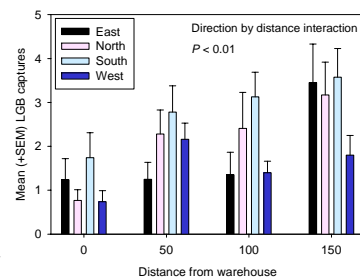 Direction by distance interaction
P < 0.01
East
North
South
West
Mean (+SEM) LGB captures
5
4
3
2
1
0
0 50 100 150
Distance from warehouse